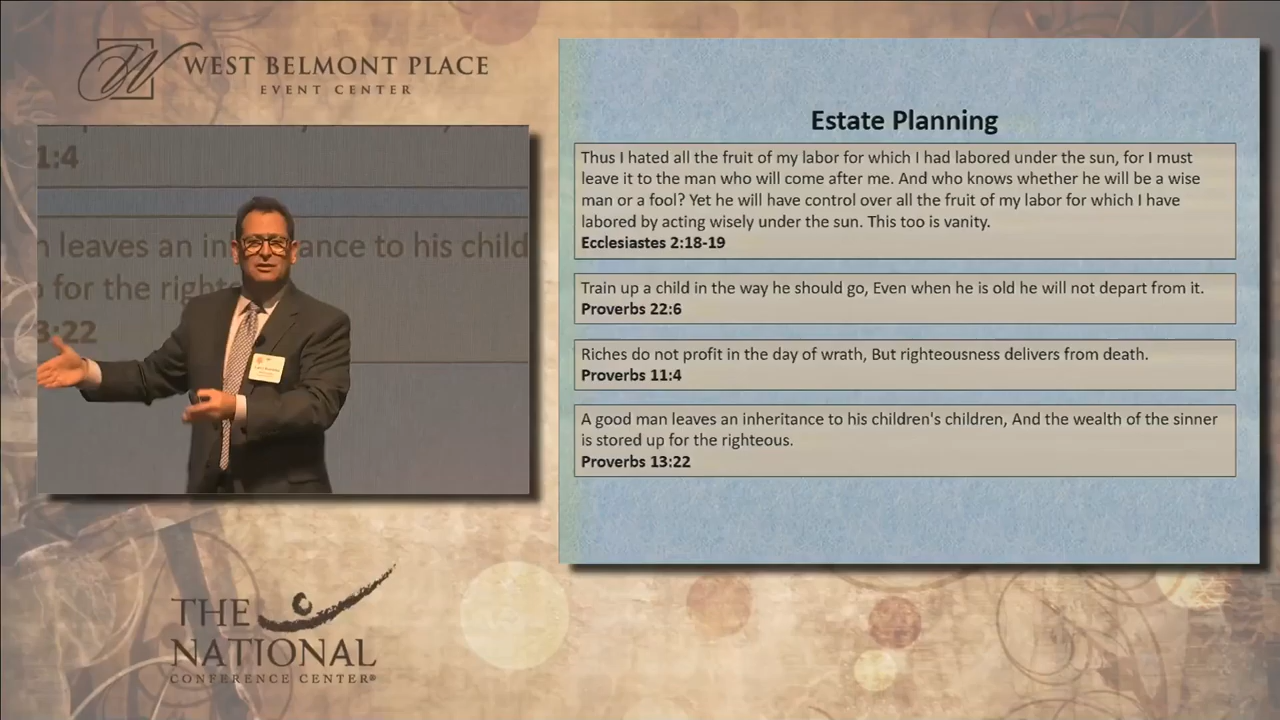 WEST BELMONT PLACE
EVENT CENTER
1:4
leaves an in ance to his child
for the right
3:22
THE
NATIONAL
CONFERENCE CENTER®
Estate Planning
Thus I hated all the fruit of my labor for which I had labored under the sun, for I must
leave it to the man who will come after me. And who knows whether he will be a wise
man or a fool? Yet he will have control over all the fruit of my labor for which I have
labored by acting wisely under the sun. This too is vanity.
Ecclesiastes 2:18-19
Train up a child in the way he should go, Even when he is old he will not depart from it.
Proverbs 22:6
Riches do not profit in the day of wrath, But righteousness delivers from death.
Proverbs 11:4
A good man leaves an inheritance to his children's children, And the wealth of the sinner
is stored up for the righteous.
Proverbs 13:22